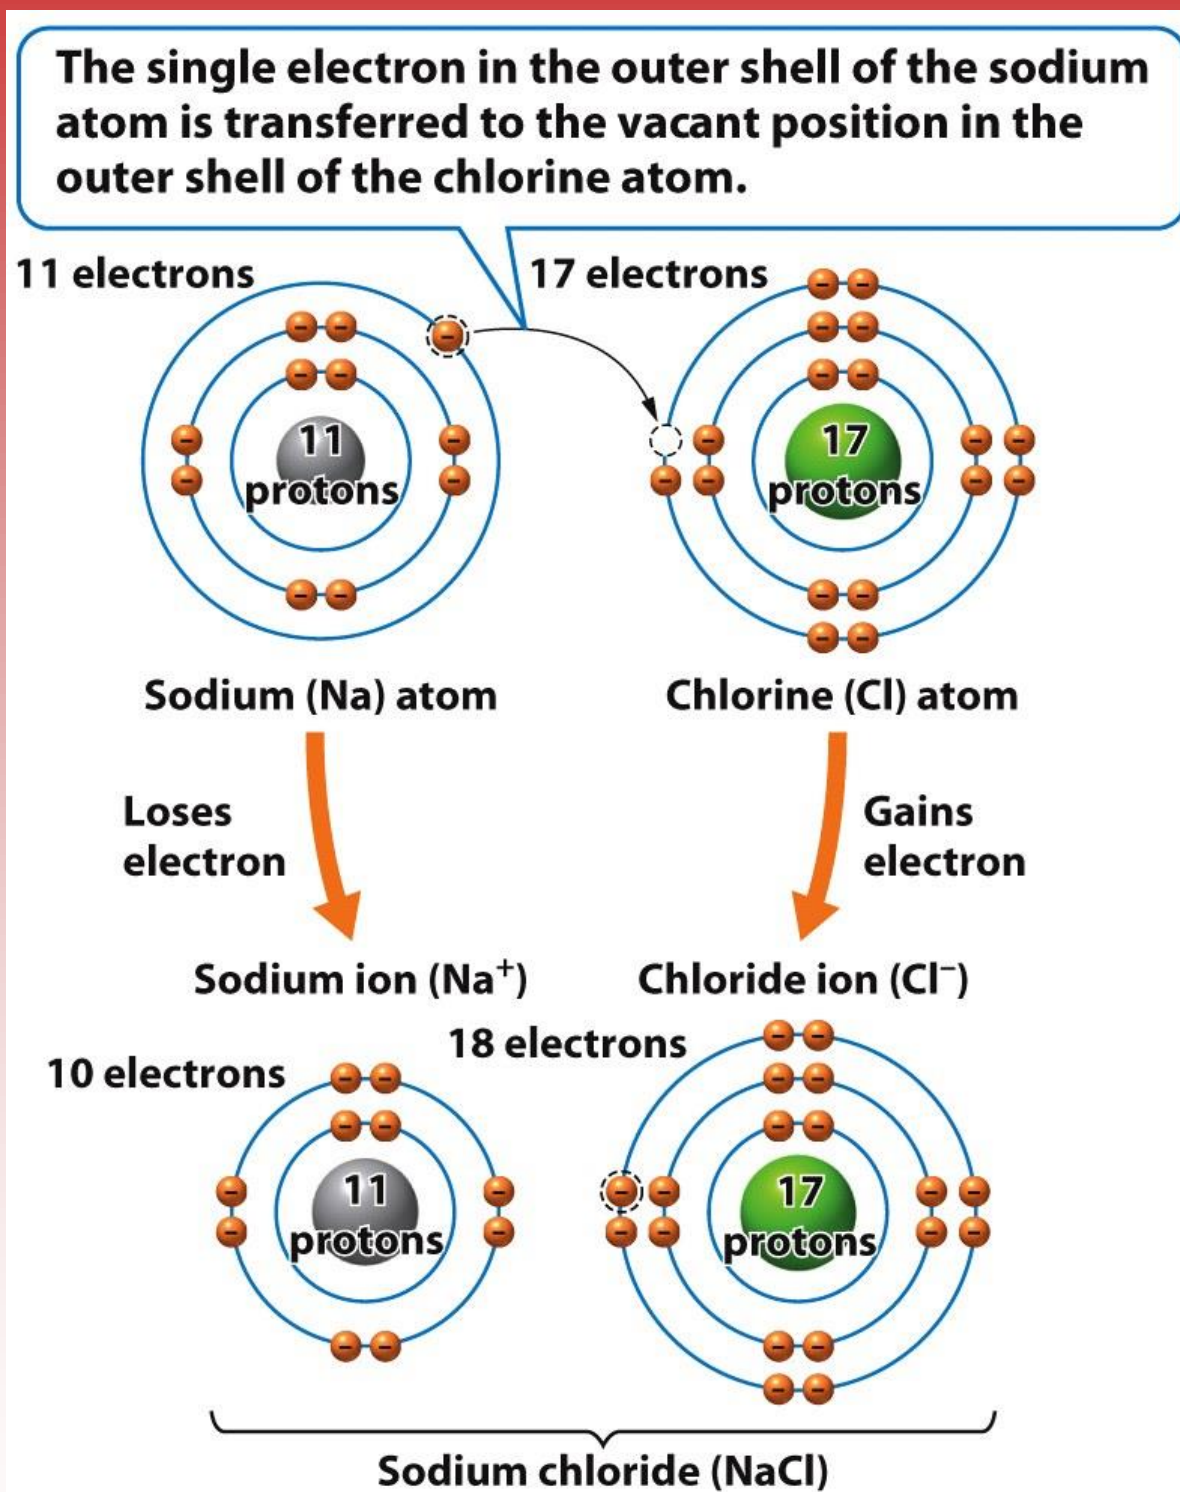 The single electron in the outer shell of the sodium
atom is transferred to the vacant position in the
outer shell of the chlorine atom.
11 electrons
17 electrons
11
protons
17
protons
Sodium (Na) atom
Chlorine (Cl) atom
Loses
electron
Gains
electron
Sodium ion (Na⁺)
Chloride ion (Cl⁻)
10 electrons
18 electrons
11
protons
17
protons
Sodium chloride (NaCl)